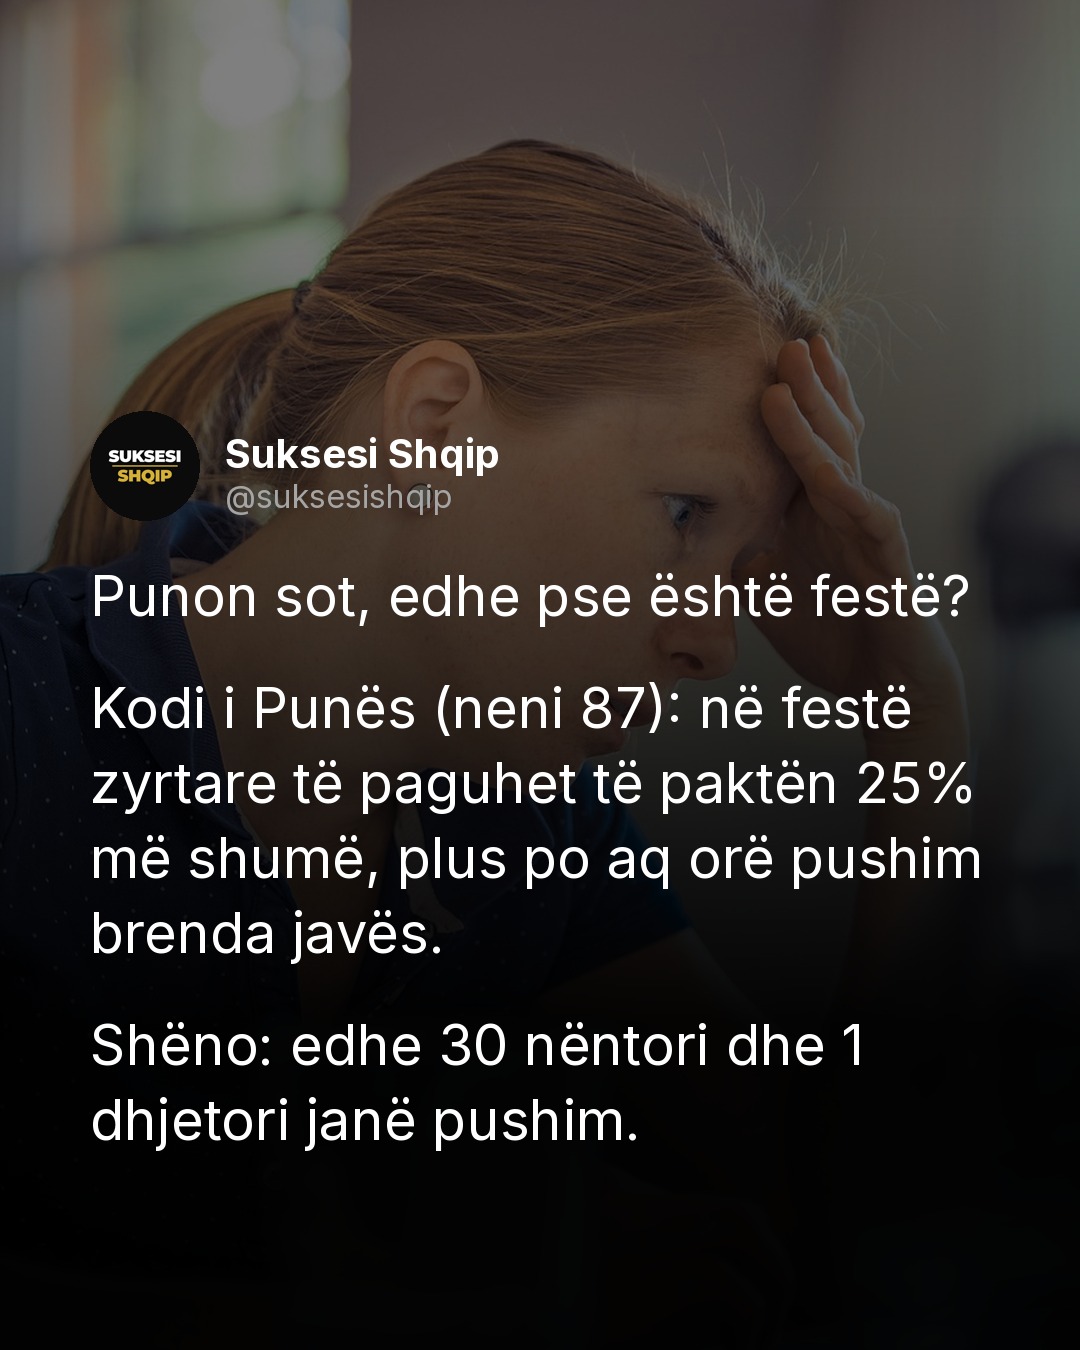 SUKSESI
SHQIP
Suksesi Shqip
@suksesishqip
Punon sot, edhe pse është festë?
Kodi i Punës (neni 87): në festë
zyrtare të paguhet të paktën 25%
më shumë, plus po aq orë pushim
brenda javës.
Shëno: edhe 30 nëntori dhe 1
dhjetori janë pushim.